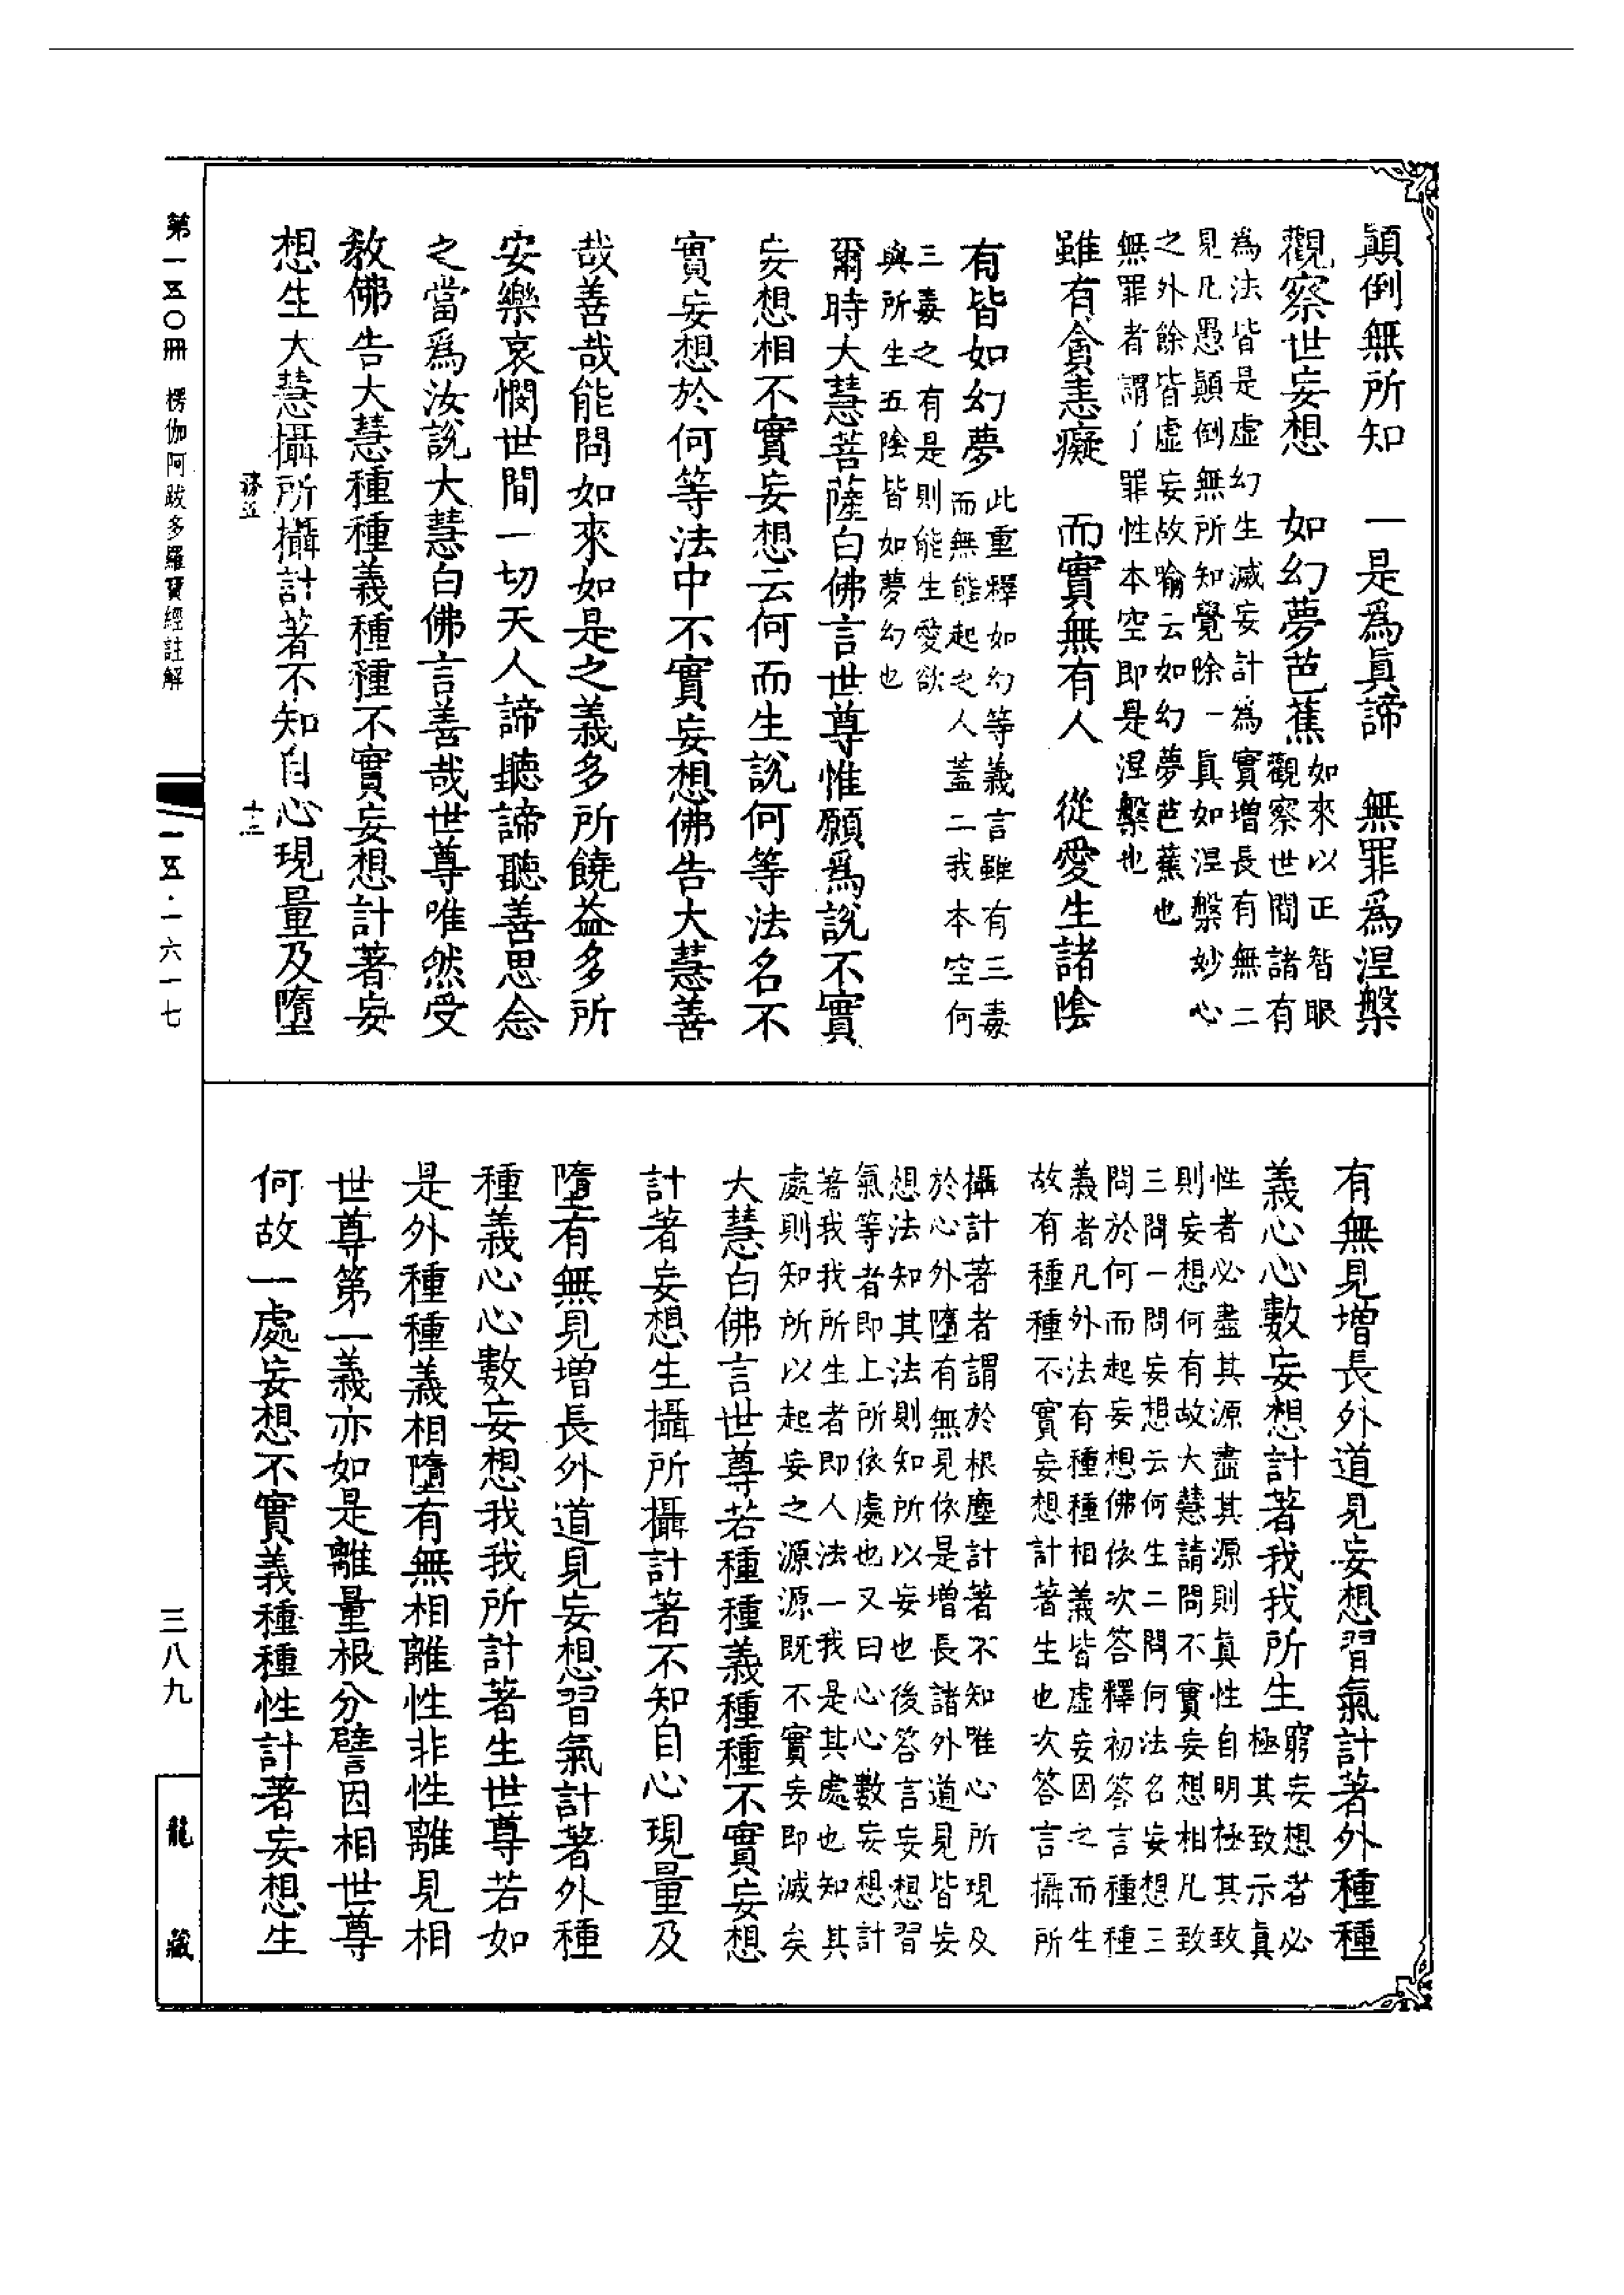 顛倒無所知　一是爲真諦　無罪爲涅槃
觀察世妄想　如幻夢芭蕉如來以正智眼
觀察世間諸有
為法皆是虛幻生滅妄計為實增長有無二
見凡愚顛倒無所知覺除一真如涅槃妙心
之外餘皆虛妄故喻云如幻夢芭蕉也
無罪者謂了罪性本空即是涅槃也
雖有貪恚癡　而實無有人　從愛生諸陰
有皆如幻夢此重釋如幻等義言雖有三毒
而無能起之人蓋二我本空何
三毒之有是則能生愛欲
與所生五陰皆如夢幻也
爾時大慧菩薩白佛言世尊惟願爲說不實
妄想相不實妄想云何而生說何等法名不
實妄想於何等法中不實妄想佛告大慧善
哉善哉能問如來如是之義多所饒益多所
安樂哀愍世間一切天人諦聽諦聽善思念
之當爲汝說大慧白佛言善哉世尊唯然受
教佛告大慧種種義種種不實妄想計著妄
想生大慧攝所攝計著不知自心現量及墮
十二
第一五〇冊　楞伽阿跋多羅寶經註解
一五·一六一七
有無見增長外道見妄想習氣計著外種種
義心心數妄想計著我我所生窮妄想者必
極其致示真
性者必盡其源盡其源則真性自明極其致
則妄想何有故大慧請問不實妄想相凡致
三問一問妄想云何生二問何法名妄想三
問於何而起妄想佛依次答釋初答言種種
義者凡外法有種種相義皆虛妄因之而生
故有種種不實妄想計著生也次答言攝所
攝計著者謂於根塵計著不知唯心所現及
於心外墮有無見依是增長諸外道見皆妄
想法知其法則知所以妄也後答言妄想習
氣等者即上所依處也又曰心心數妄想計
著我我所生者即人法一我是其處也知其
處則知所以起妄之源源既不實妄即滅矣
大慧白佛言世尊若種種義種種不實妄想
計著妄想生攝所攝計著不知自心現量及
墮有無見增長外道見妄想習氣計著外種
種義心心數妄想我我所計著生世尊若如
是外種種義相墮有無相離性非性離見相
世尊第一義亦如是離量根分譬因相世尊
何故一處妄想不實義種種性計著妄想生
三八九
龍藏